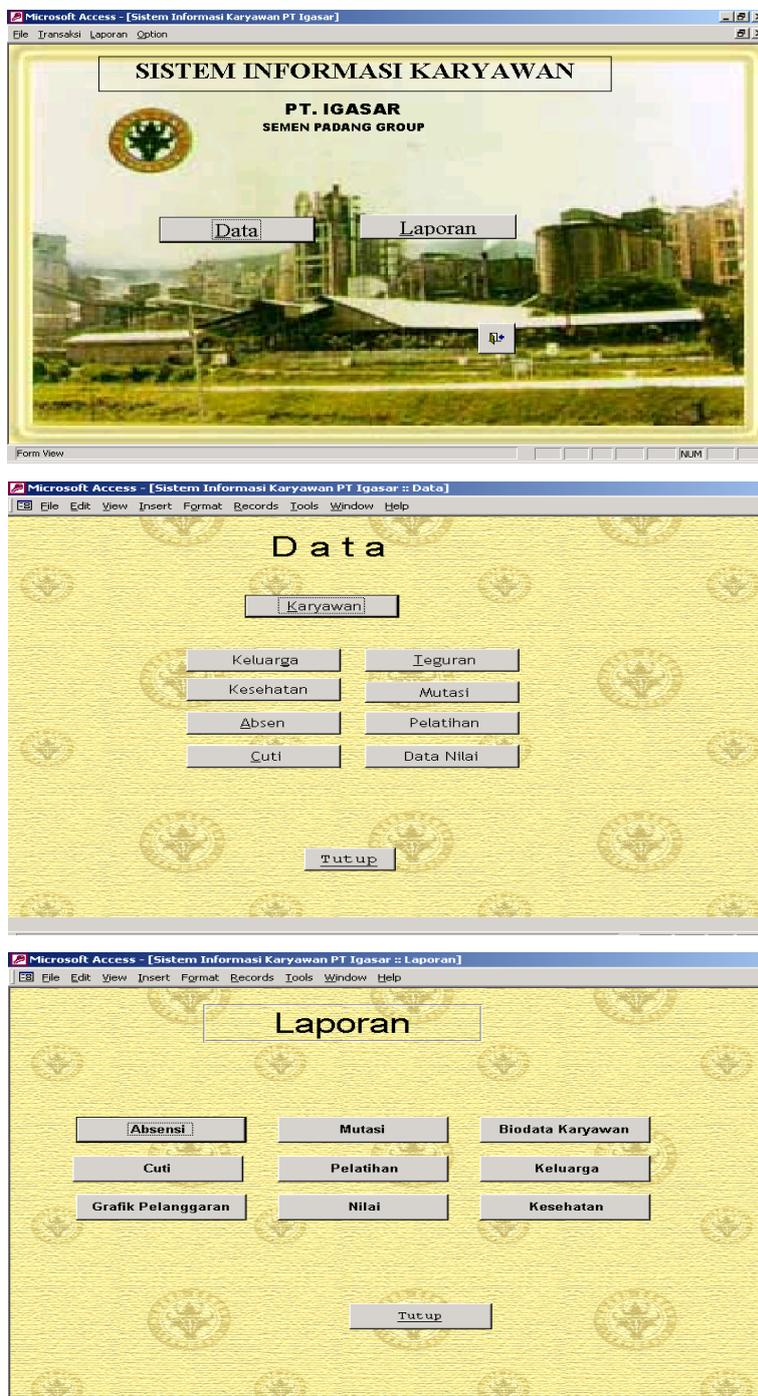 Microsoft Access - [Sistem Informasi Karyawan PT Igasar]
File Transaksi Laporan Option
SISTEM INFORMASI KARYAWAN
PT. IGASAR
SEMEN PADANG GROUP
Data Laporan
Form View NUM
Microsoft Access - [Sistem Informasi Karyawan PT Igasar :: Data]
File Edit View Insert Format Records Tools Window Help
Data
Karyawan
Keluarga Teguran
Kesehatan Mutasi
Absen Pelatihan
Cuti Data Nilai
Tutup
Microsoft Access - [Sistem Informasi Karyawan PT Igasar :: Laporan]
File Edit View Insert Format Records Tools Window Help
Laporan
Absensi Mutasi Biodata Karyawan
Cuti Pelatihan Keluarga
Grafik Pelanggaran Nilai Kesehatan
Tutup